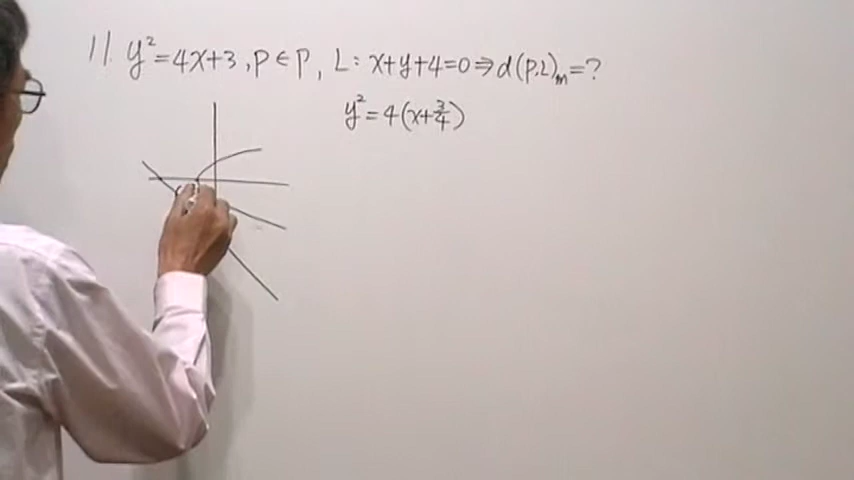 11. y²=4x+3, P∈P, L: x+y+4=0⇒d(P,L)ₘ=?
y²=4(x+3/4)